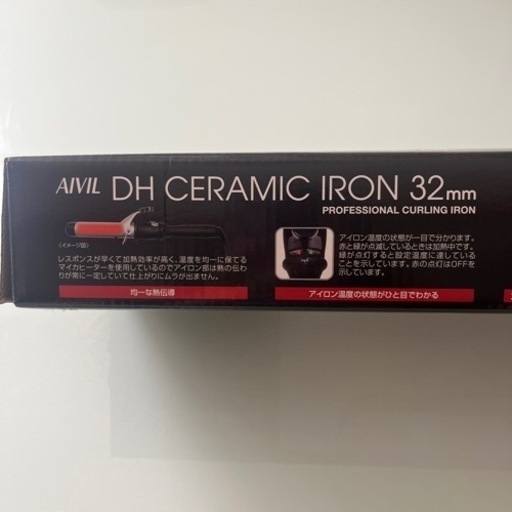 AIVIL DH CERAMIC IRON 32mm
PROFESSIONAL CURLING IRON
(イメージ図)
レスポンスが早くて加熱効率が高く、温度を均一に保てる
マイカヒーターを使用しているのでアイロン部は熱の伝わ
りが常に一定していて仕上がりにムラが出ません。
均一な熱伝導
アイロン温度の状態が一目で分かります。
赤と緑が点滅しているときは加熱中です。
緑が点灯すると設定温度に達している
ことを示しています。赤の点灯はOFFを
示しています。
アイロン温度の状態がひと目でわかる